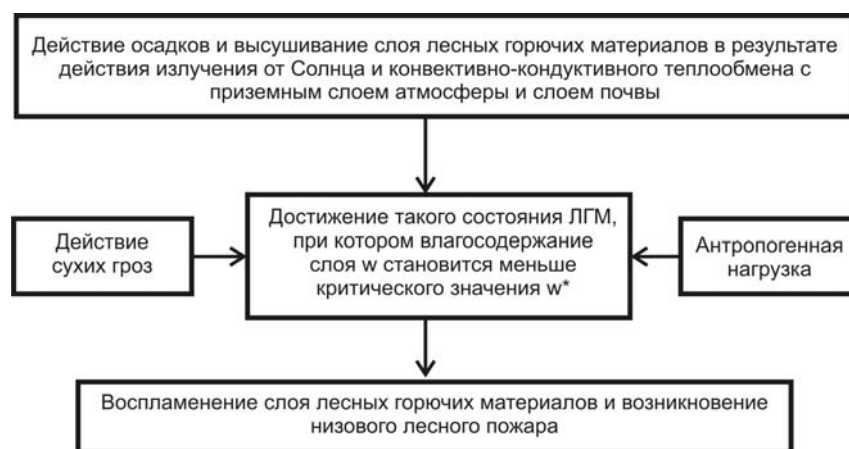 Действие осадков и высушивание слоя лесных горючих материалов в результате
действия излучения от Солнца и конвективно-кондуктивного теплообмена с
приземным слоем атмосферы и слоем почвы
Действие
сухих гроз
Достижение такого состояния ЛГМ,
при котором влагосодержание
слоя w становится меньше
критического значения w*
Антропогенная
нагрузка
Воспламенение слоя лесных горючих материалов и возникновение
низового лесного пожара